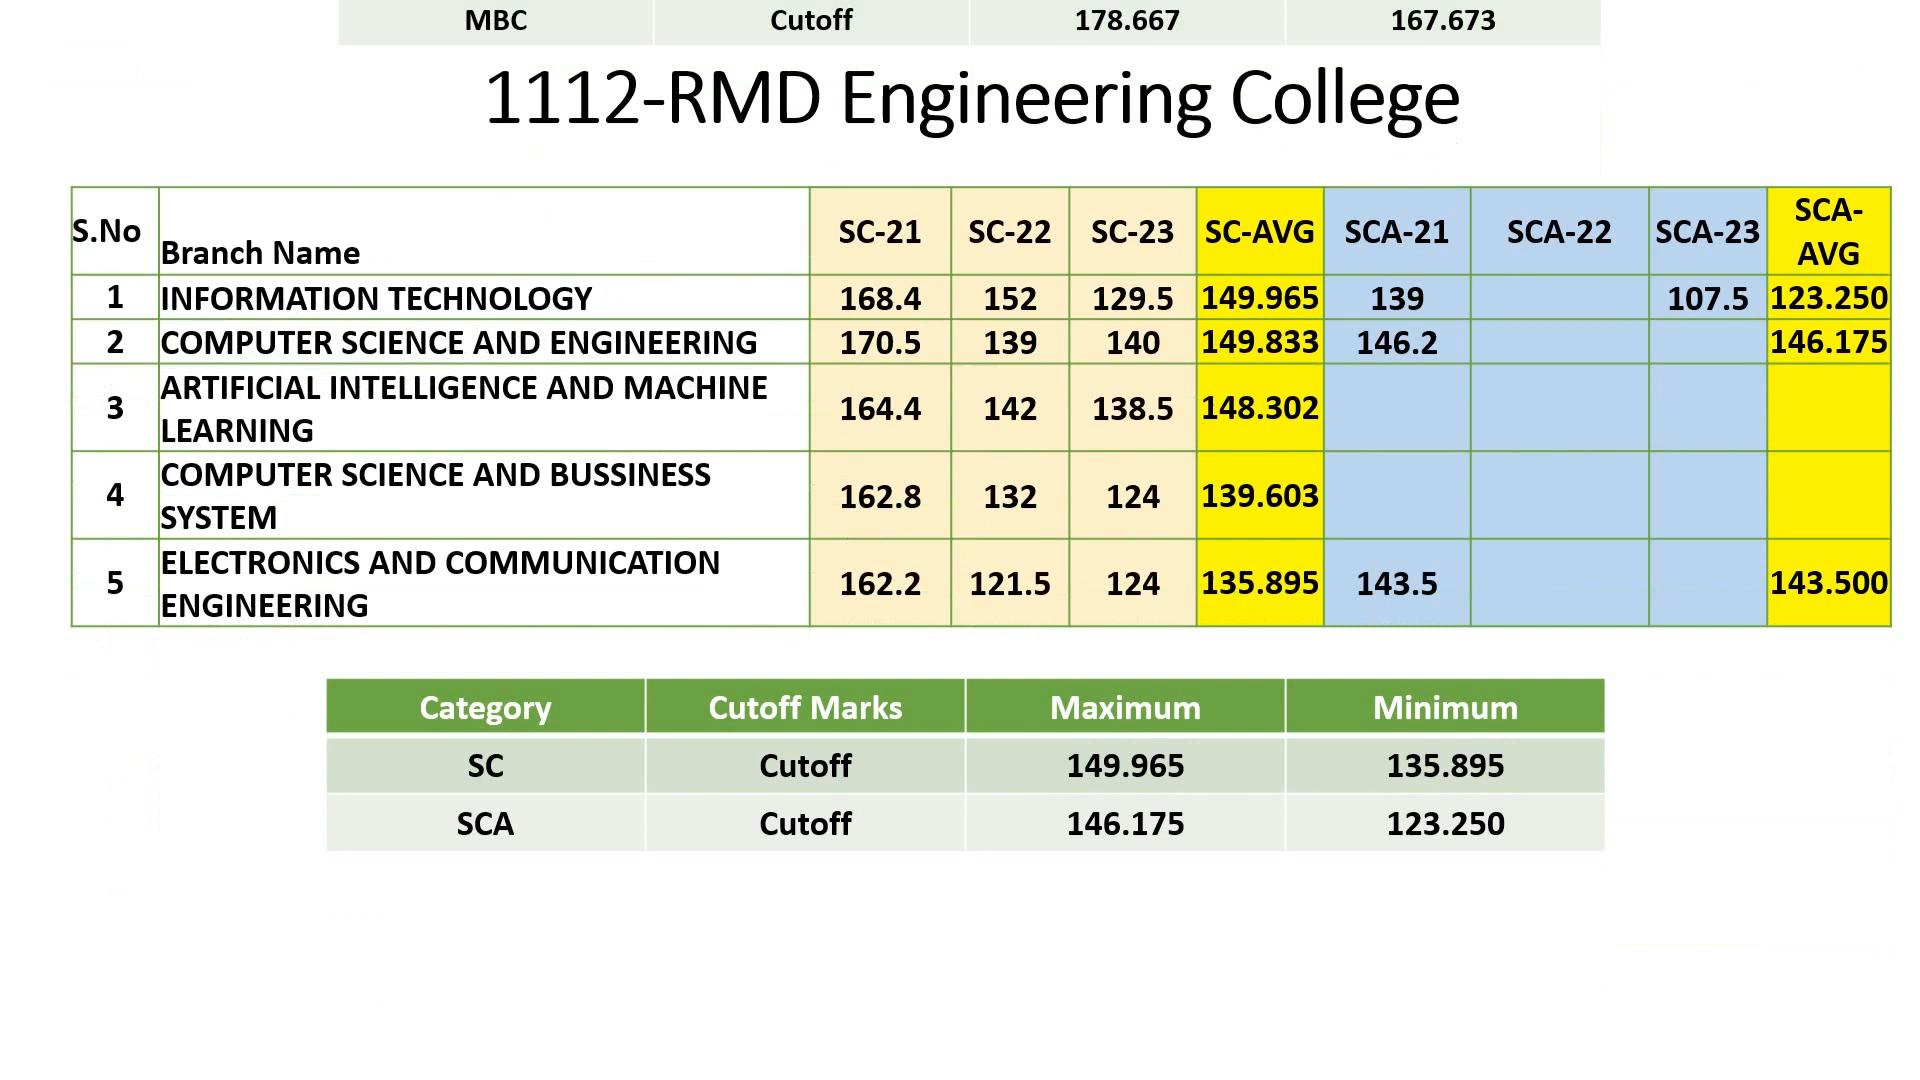 MBC Cutoff 178.667 167.673
1112-RMD Engineering College
S.No Branch Name SC-21 SC-22 SC-23 SC-AVG SCA-21 SCA-22 SCA-23 SCA-
AVG
1 INFORMATION TECHNOLOGY 168.4 152 129.5 149.965 139 107.5 123.250
2 COMPUTER SCIENCE AND ENGINEERING 170.5 139 140 149.833 146.2 146.175
3 ARTIFICIAL INTELLIGENCE AND MACHINE
LEARNING 164.4 142 138.5 148.302
4 COMPUTER SCIENCE AND BUSSINESS
SYSTEM 162.8 132 124 139.603
5 ELECTRONICS AND COMMUNICATION
ENGINEERING 162.2 121.5 124 135.895 143.5 143.500
Category Cutoff Marks Maximum Minimum
SC Cutoff 149.965 135.895
SCA Cutoff 146.175 123.250